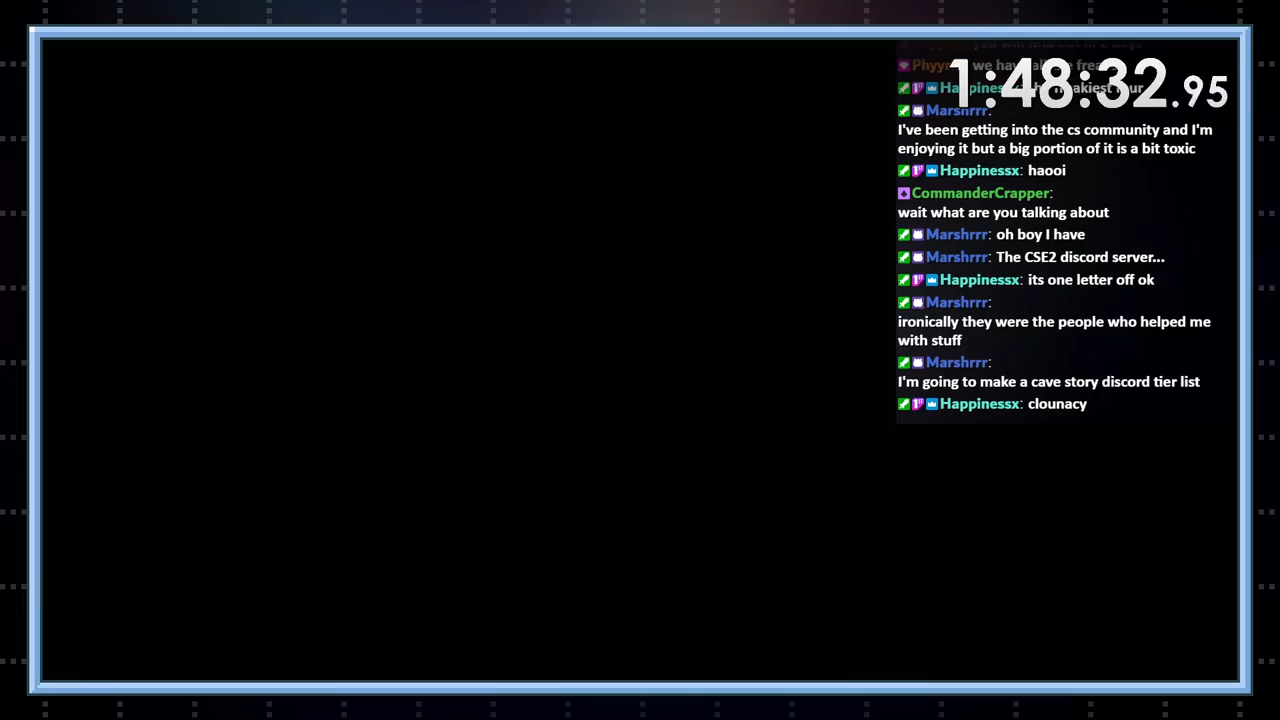 1:48:32.95
Marshrrr:
I've been getting into the cs community and I'm
enjoying it but a big portion of it is a bit toxic
Happinessx: haooi
CommanderCrapper:
wait what are you talking about
Marshrrr: oh boy I have
Marshrrr: The CSE2 discord server...
Happinessx: its one letter off ok
Marshrrr:
ironically they were the people who helped me
with stuff
Marshrrr:
I'm going to make a cave story discord tier list
Happinessx: clounacy